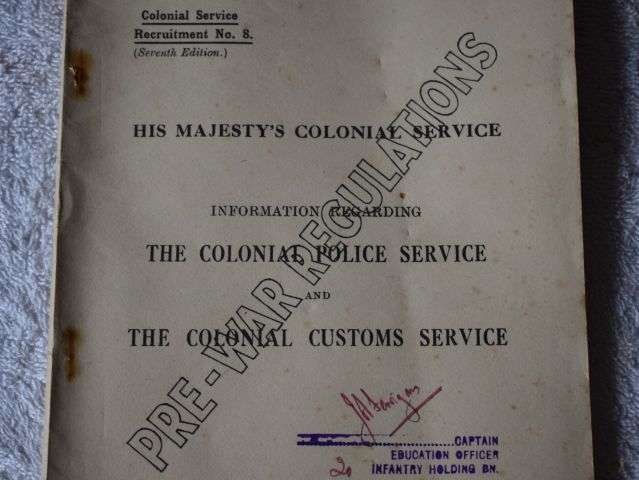 Colonial Service
Recruitment No. 8.
(Seventh Edition.)
HIS MAJESTY'S COLONIAL SERVICE
INFORMATION REGARDING
THE COLONIAL POLICE SERVICE
AND
THE COLONIAL CUSTOMS SERVICE
PRE-WAR REGULATIONS
CAPTAIN
EDUCATION OFFICER
INFANTRY HOLDING BN.